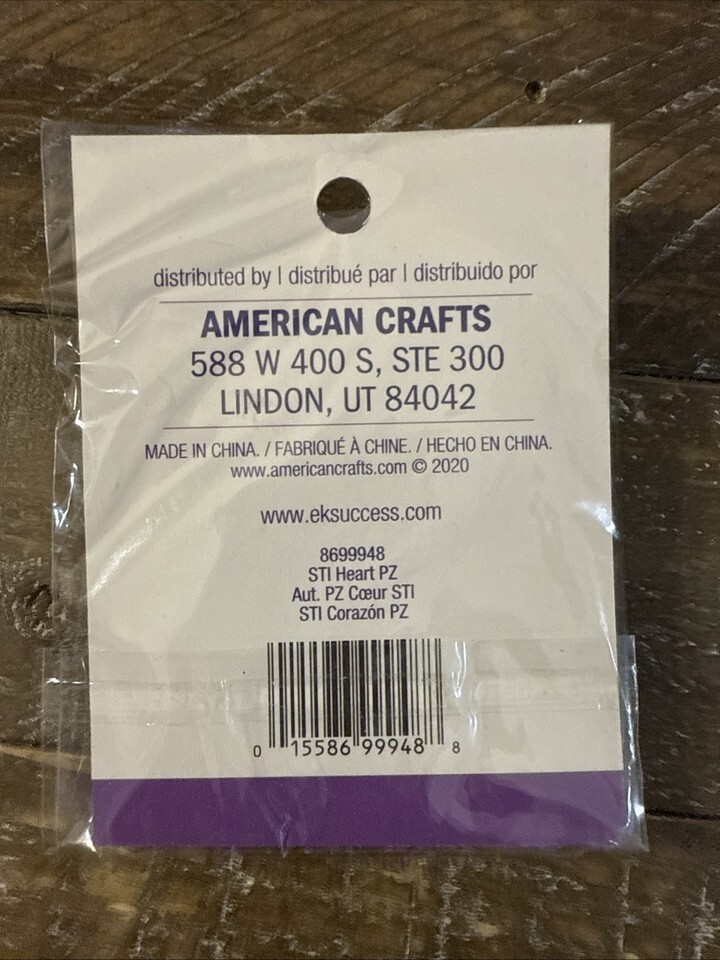 distributed by | distribué par | distribuido por
AMERICAN CRAFTS
588 W 400 S, STE 300
LINDON, UT 84042
MADE IN CHINA. / FABRIQUÉ À CHINE. / HECHO EN CHINA.
www.americancrafts.com © 2020
www.eksuccess.com
8699948
STI Heart PZ
Aut. PZ Cœur STI
STI Corazón PZ
0 15586 99948 8